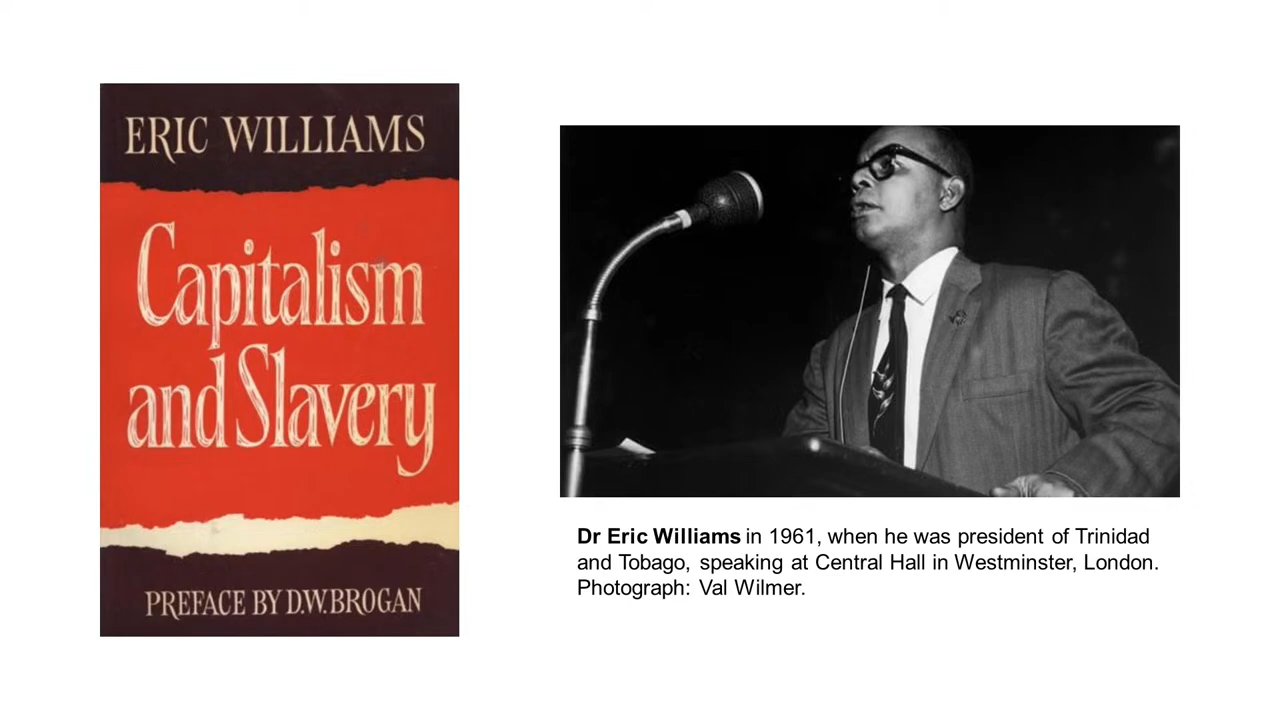 ERIC WILLIAMS
Capitalism
and Slavery
PREFACE BY D.W. BROGAN
Dr Eric Williams in 1961, when he was president of Trinidad
and Tobago, speaking at Central Hall in Westminster, London.
Photograph: Val Wilmer.